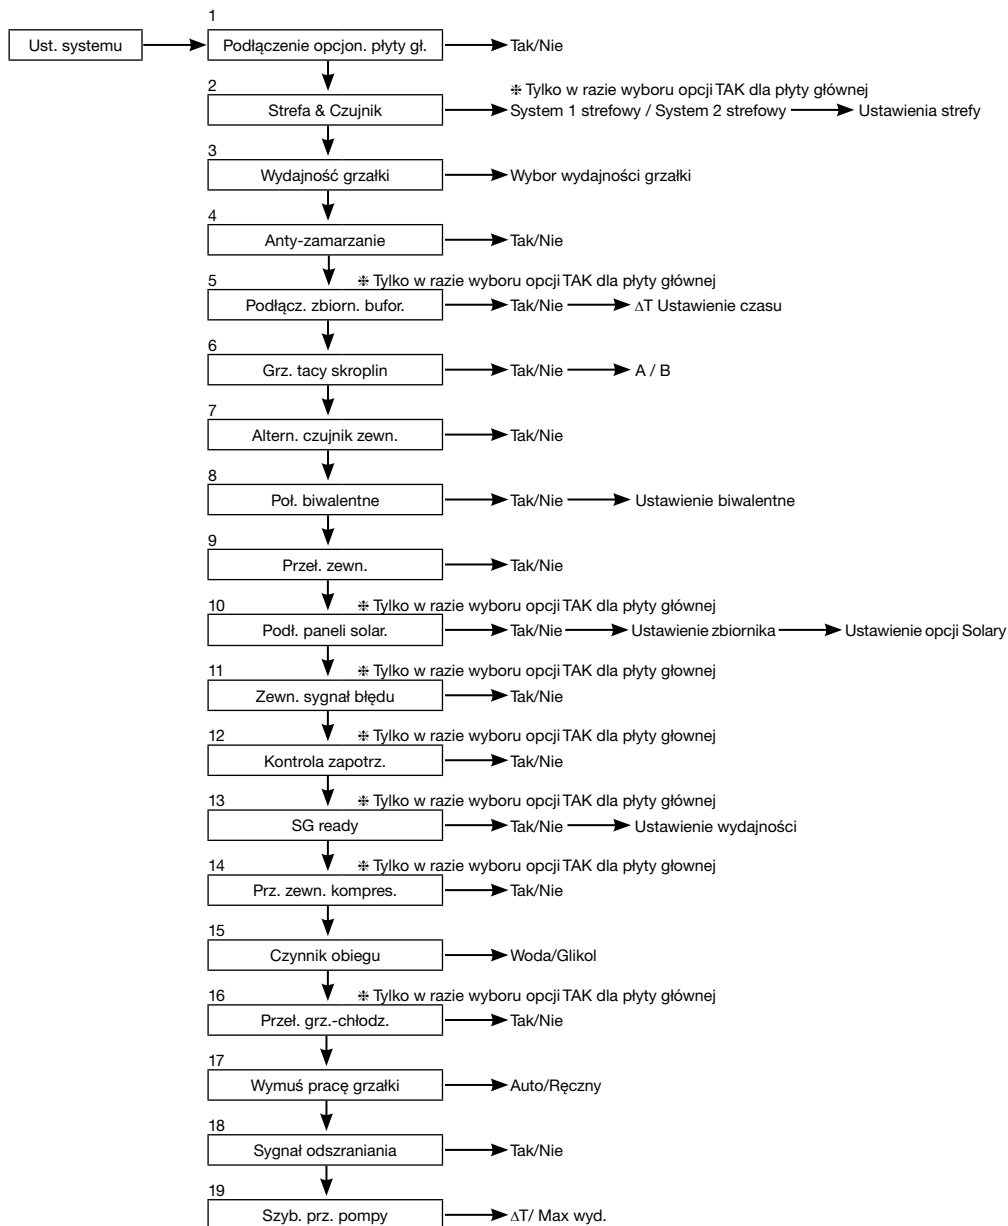 1
Ust. systemu
Podłączenie opcjon. płyty gł.
Tak/Nie
2
⁜ Tylko w razie wyboru opcji TAK dla płyty głównej
Strefa & Czujnik
System 1 strefowy / System 2 strefowy
Ustawienia strefy
3
Wydajność grzałki
Wybor wydajności grzałki
4
Anty-zamarzanie
Tak/Nie
⁜ Tylko w razie wyboru opcji TAK dla płyty głównej
5
Podłącz. zbiorn. bufor.
Tak/Nie
∆T Ustawienie czasu
6
Grz. tacy skroplin
Tak/Nie
A / B
7
Altern. czujnik zewn.
Tak/Nie
8
Poł. biwalentne
Tak/Nie
Ustawienie biwalentne
9
Przeł. zewn.
Tak/Nie
10
⁜ Tylko w razie wyboru opcji TAK dla płyty głównej
Podł. paneli solar.
Tak/Nie
Ustawienie zbiornika
Ustawienie opcji Solary
11
⁜ Tylko w razie wyboru opcji TAK dla płyty głownej
Zewn. sygnał błędu
Tak/Nie
12
⁜ Tylko w razie wyboru opcji TAK dla płyty głownej
Kontrola zapotrz.
Tak/Nie
13
⁜ Tylko w razie wyboru opcji TAK dla płyty głównej
SG ready
Tak/Nie
Ustawienie wydajności
14
⁜ Tylko w razie wyboru opcji TAK dla płyty głownej
Prz. zewn. kompres.
Tak/Nie
15
Czynnik obiegu
Woda/Glikol
16
⁜ Tylko w razie wyboru opcji TAK dla płyty głównej
Przeł. grz.-chłodz.
Tak/Nie
17
Wymuś pracę grzałki
Auto/Ręczny
18
Sygnał odszraniania
Tak/Nie
19
Szyb. prz. pompy
∆T/ Max wyd.